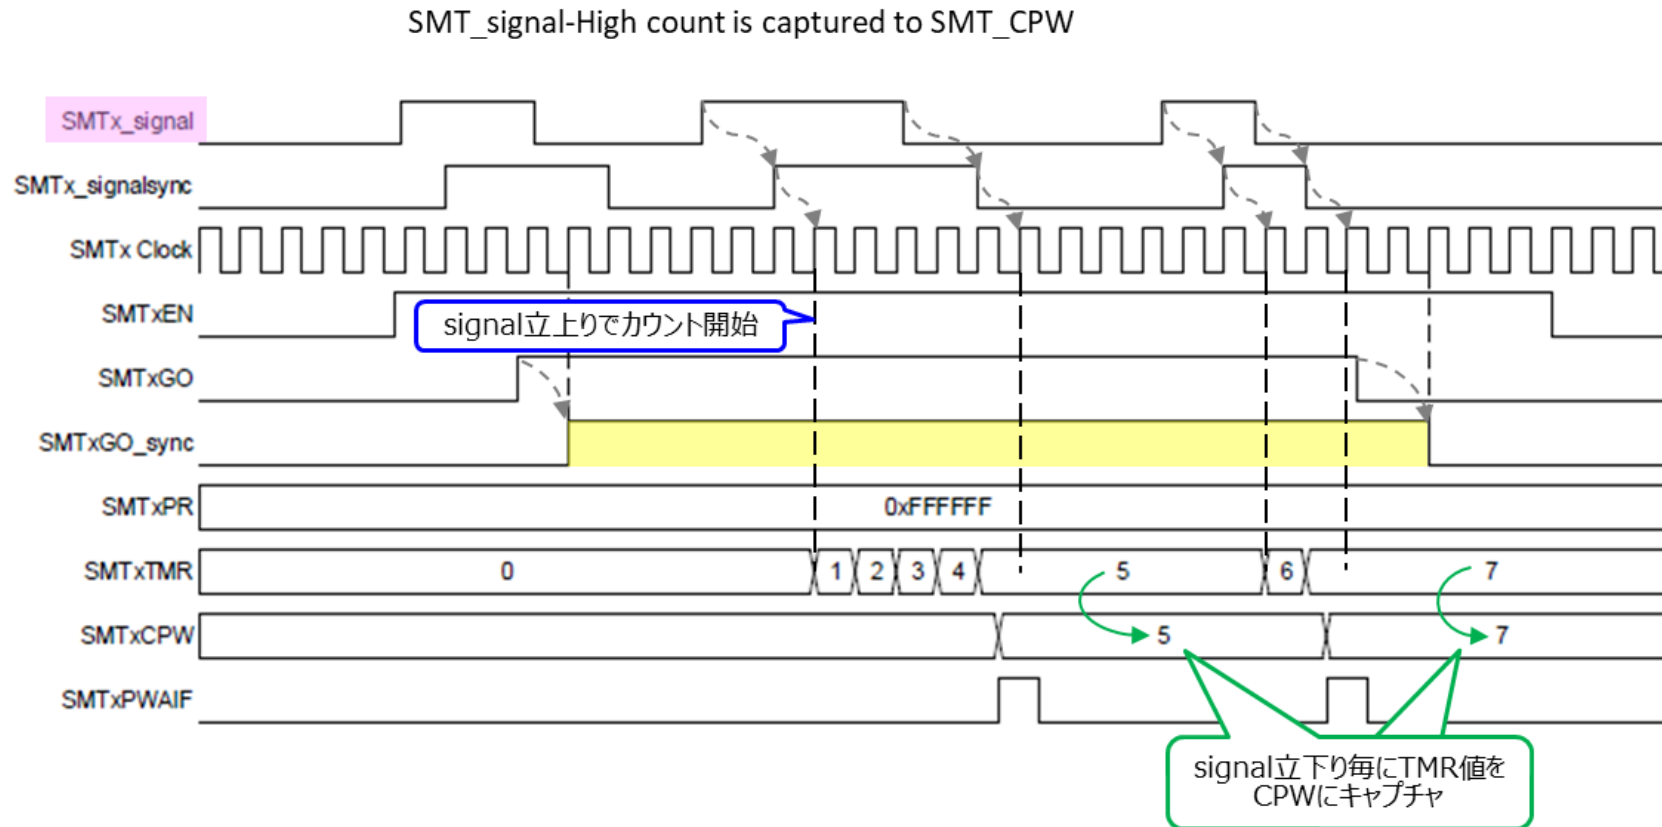 SMT_signal-High count is captured to SMT_CPW
SMTx_signal
SMTx_signalsync
SMTx Clock
SMTxEN
signal立上りでカウント開始
SMTxGO
SMTxGO_sync
SMTxPR
0xFFFFFF
SMTxTMR
0
1
2
3
4
5
6
7
SMTxCPW
5
7
SMTxPWAIF
signal立下り毎にTMR値を
CPWにキャプチャ